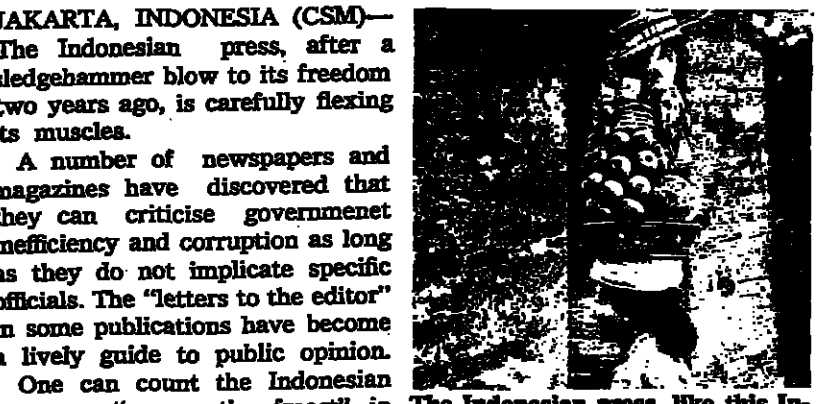 JAKARTA, INDONESIA (CSM)—
The Indonesian press, after a
sledgehammer blow to its freedom
two years ago, is carefully flexing
its muscles.
A number of newspapers and
magazines have discovered that
they can criticise governmenet
inefficiency and corruption as long
as they do not implicate specific
officials. The "letters to the editor"
in some publications have become
a lively guide to public opinion.
One can count the Indonesian
The Indonesian press, like this In-